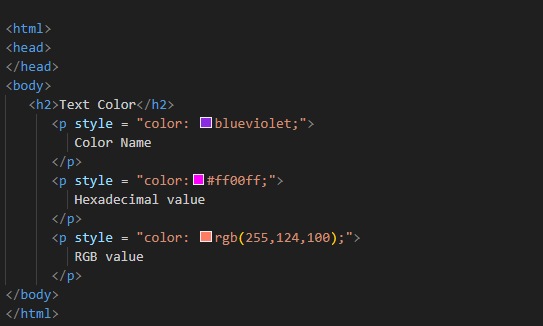 <html>
<head>
</head>
<body>
<h2>Text Color</h2>
<p style = "color: blueviolet;">
Color Name
</p>
<p style = "color:#ff00ff;">
Hexadecimal value
</p>
<p style = "color: rgb(255,124,100);">
RGB value
</p>
</body>
</html>